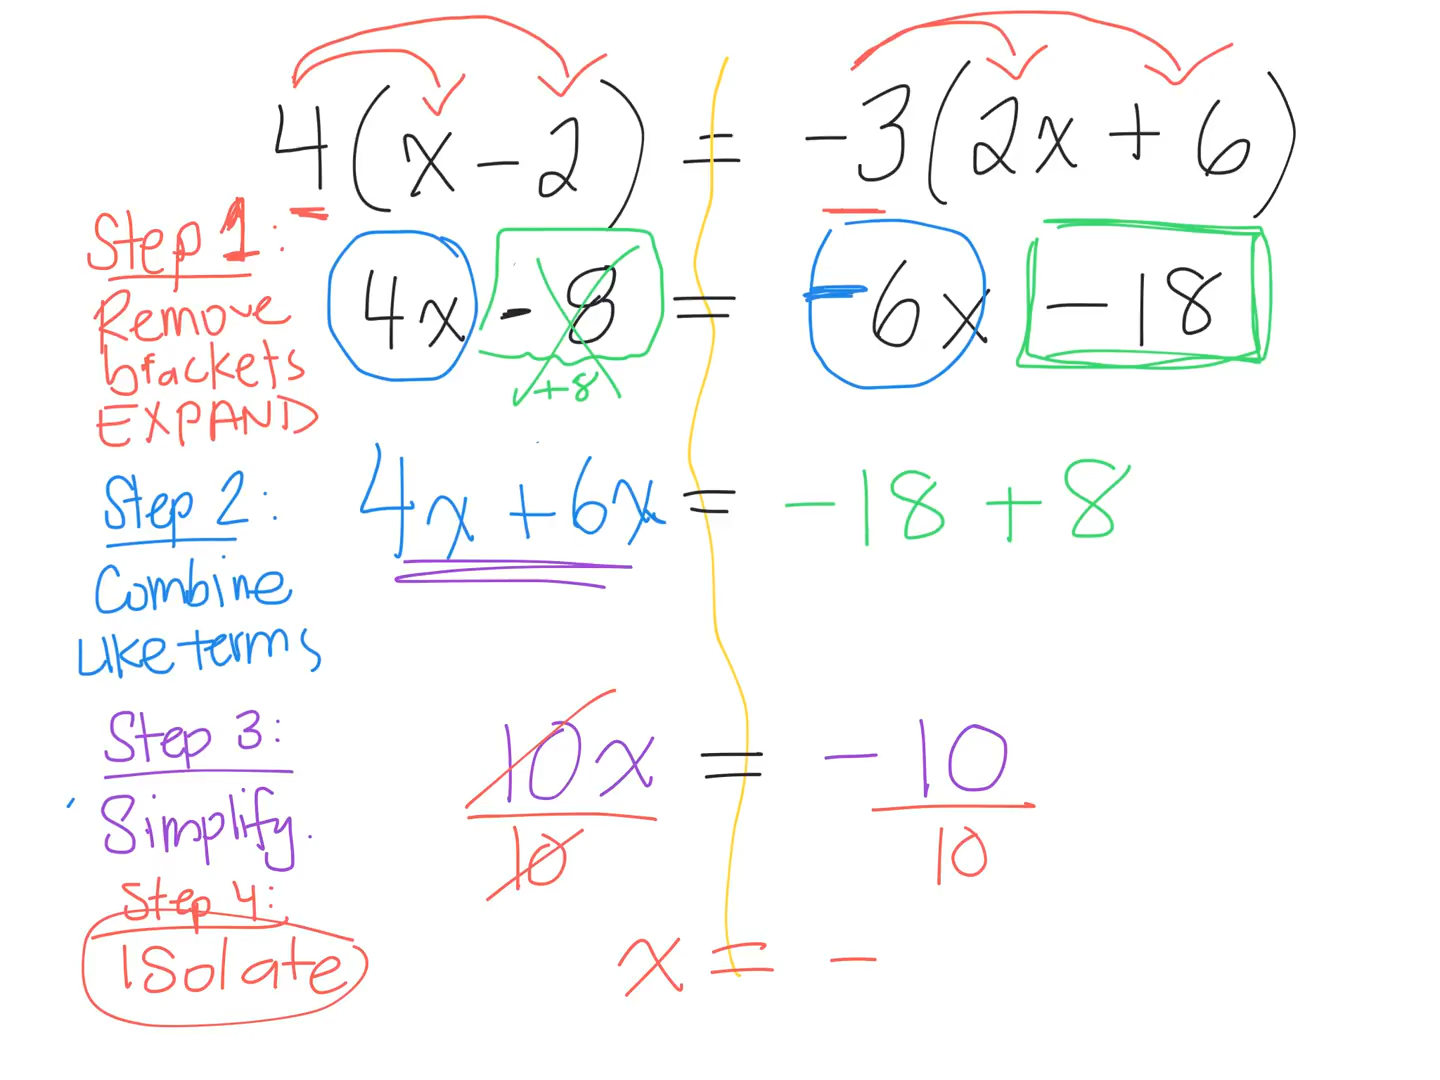 4(x - 2) = -3(2x + 6)
Step 1:
Remove
brackets
EXPAND
4x - 8 = -6x - 18
+8
Step 2:
Combine
Like terms
4x + 6x = -18 + 8
Step 3:
Simplify.
10x = -10
10 10
Step 4:
Isolate
x = -